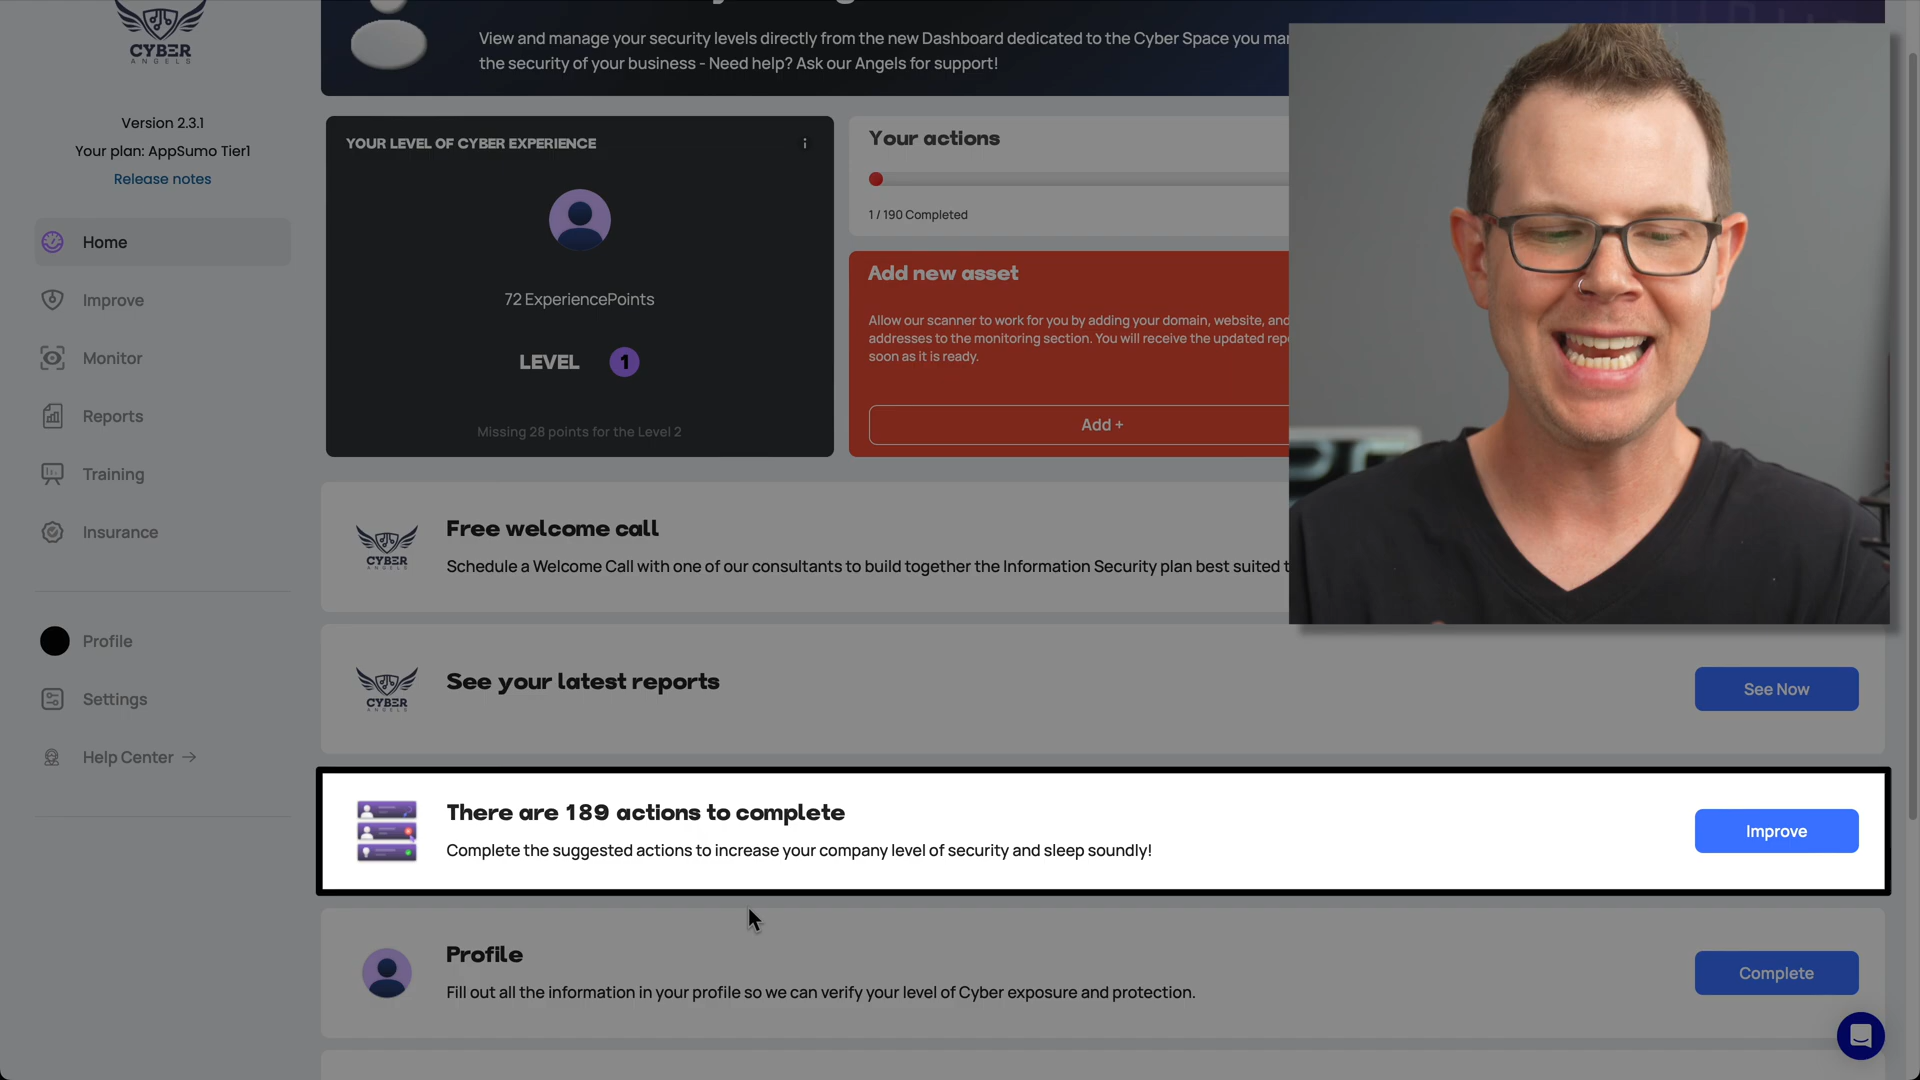 CYBER
ANGELS
Version 2.3.1
Your plan: AppSumo Tier1
Release notes
Home
Improve
Monitor
Reports
Training
Insurance
Profile
Settings
Help Center →
View and manage your security levels directly from the new Dashboard dedicated to the Cyber Space you
the security of your business - Need help? Ask our Angels for support!
YOUR LEVEL OF CYBER EXPERIENCE
i
72 ExperiencePoints
LEVEL 1
Missing 28 points for the Level 2
Your actions
1 / 190 Completed
Add new asset
Allow our scanner to work for you by adding your domain, website, and
addresses to the monitoring section. You will receive the updated
soon as it is ready.
Add +
CYBER
ANGELS
Free welcome call
Schedule a Welcome Call with one of our consultants to build together the Information Security plan best suited
CYBER
ANGELS
See your latest reports
See Now
There are 189 actions to complete
Complete the suggested actions to increase your company level of security and sleep soundly!
Improve
Profile
Fill out all the information in your profile so we can verify your level of Cyber exposure and protection.
Complete